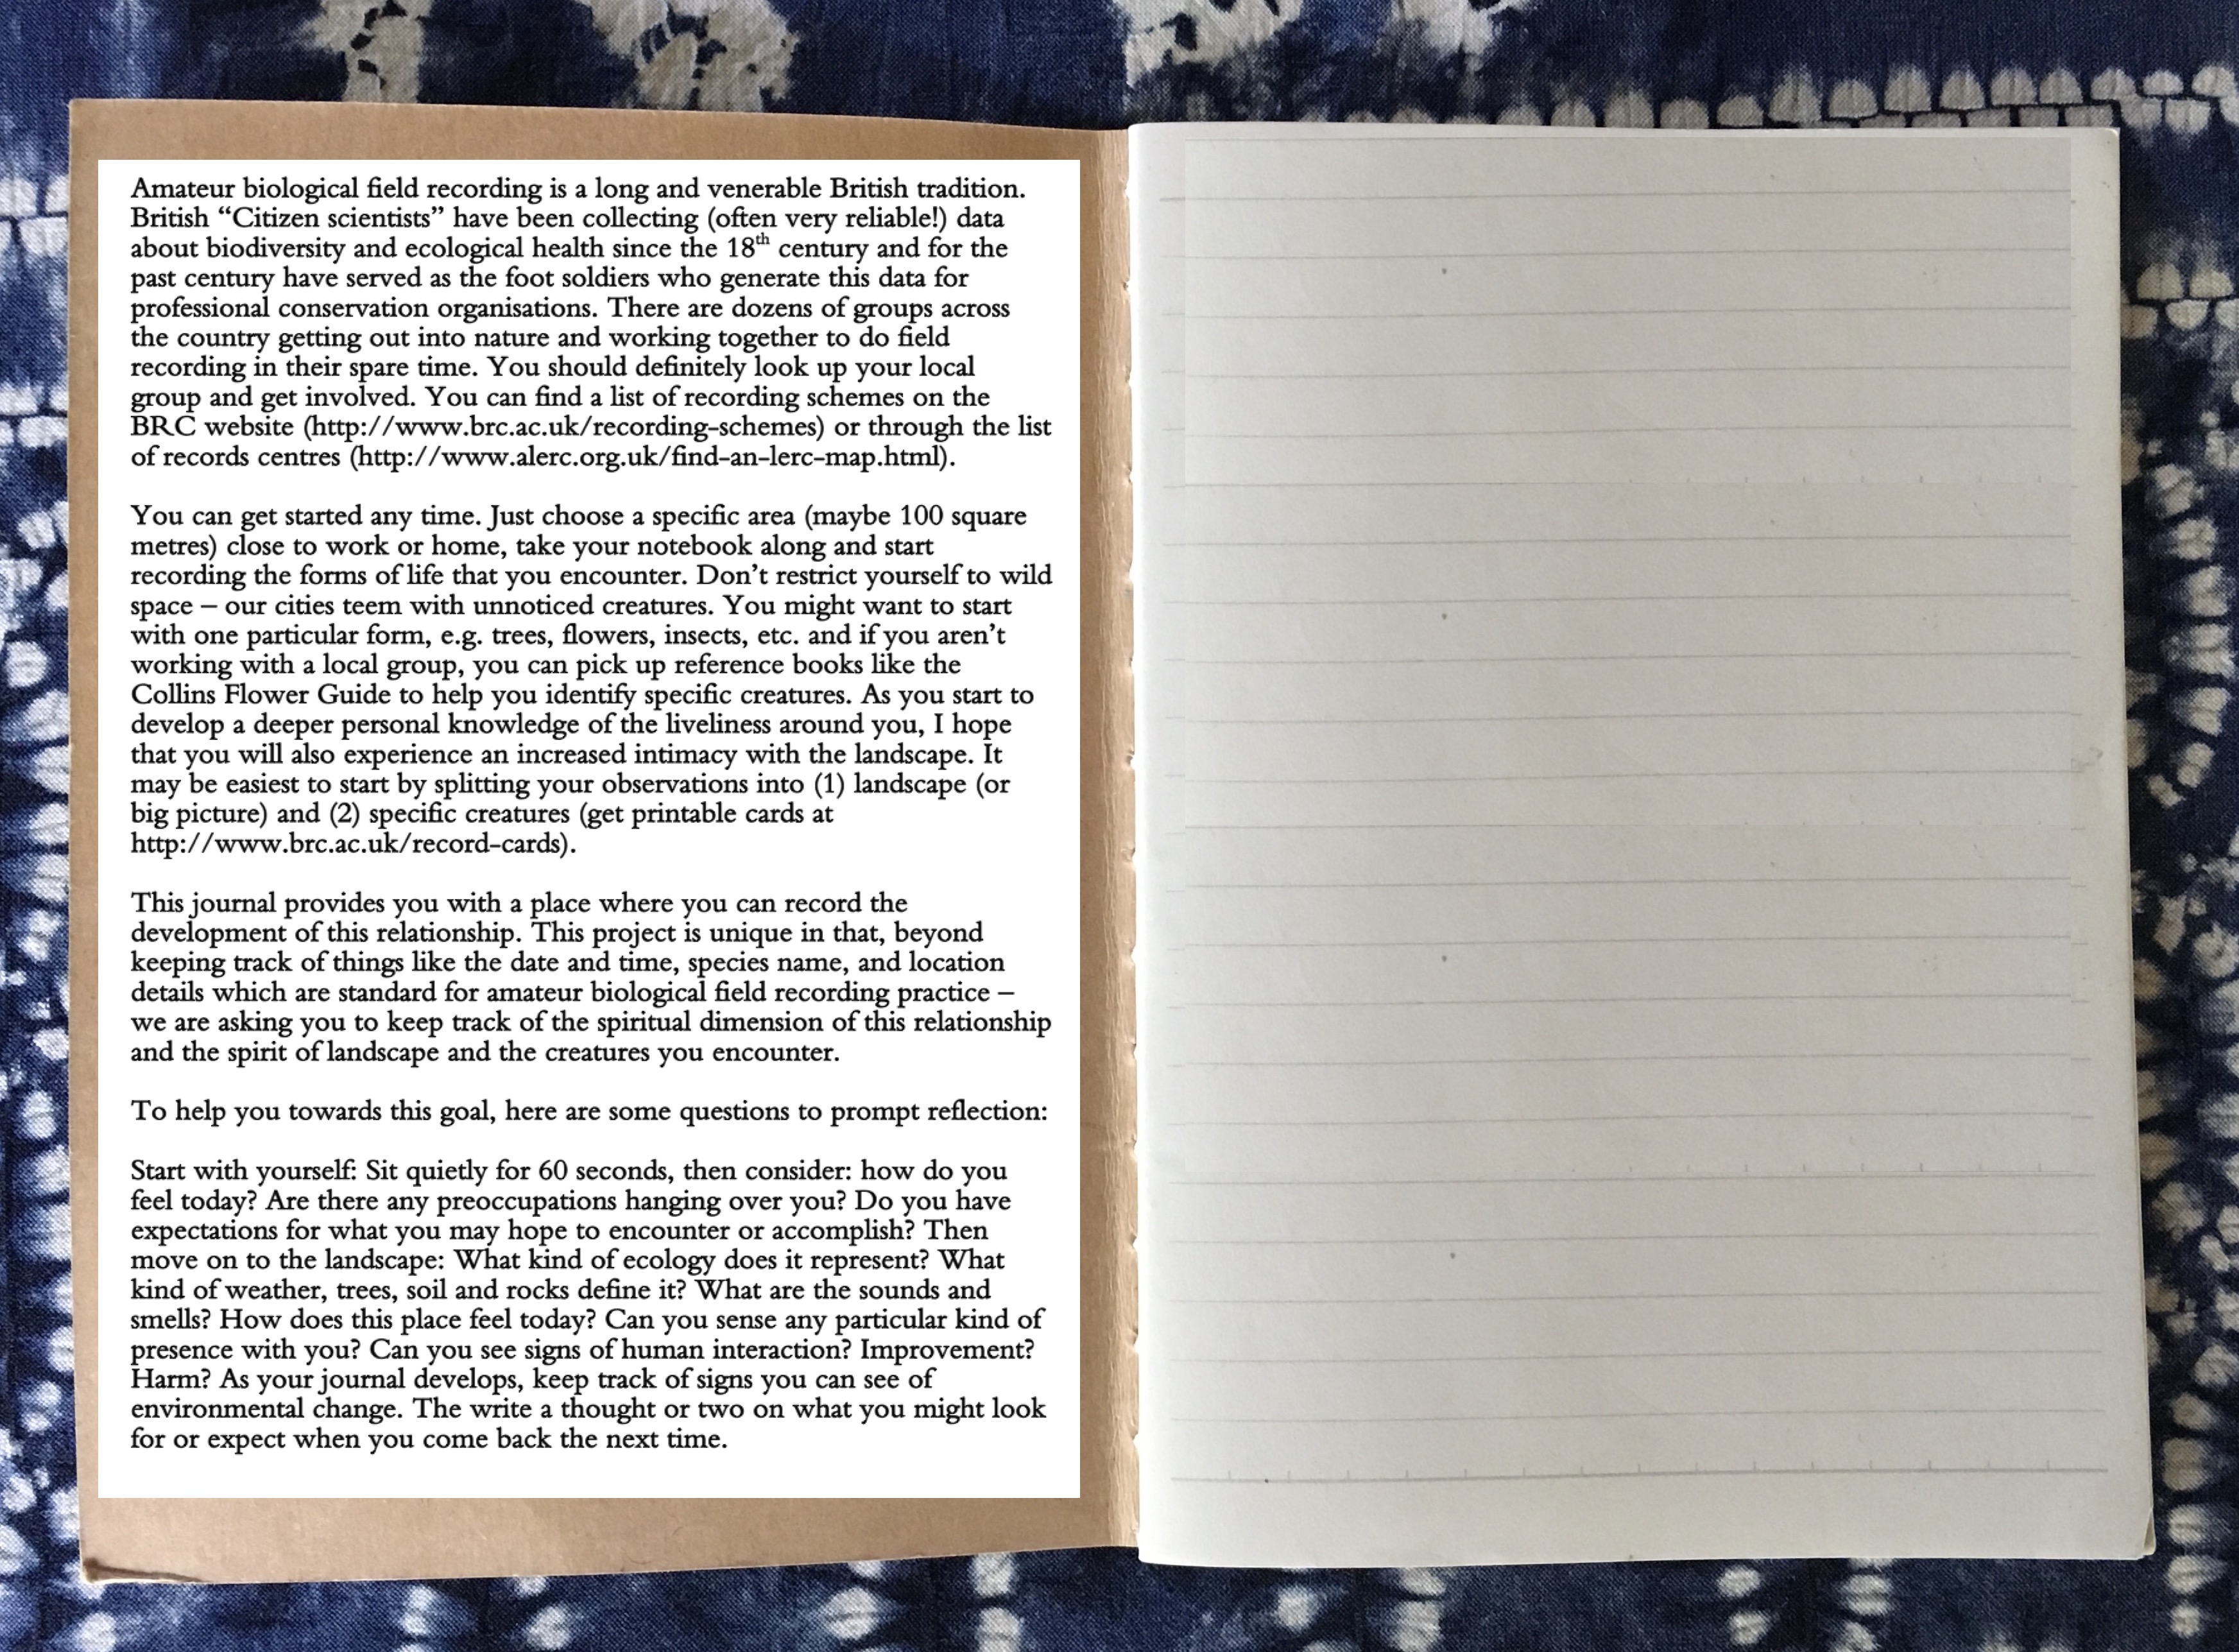 Amateur biological field recording is a long and venerable British tradition.
British “Citizen scientists” have been collecting (often very reliable!) data
about biodiversity and ecological health since the 18th century and for the
past century have served as the foot soldiers who generate this data for
professional conservation organisations. There are dozens of groups across
the country getting out into nature and working together to do field
recording in their spare time. You should definitely look up your local
group and get involved. You can find a list of recording schemes on the
BRC website (http://www.brc.ac.uk/recording-schemes) or through the list
of records centres (http://www.alerc.org.uk/find-an-lerc-map.html).
You can get started any time. Just choose a specific area (maybe 100 square
metres) close to work or home, take your notebook along and start
recording the forms of life that you encounter. Don’t restrict yourself to wild
space – our cities teem with unnoticed creatures. You might want to start
with one particular form, e.g. trees, flowers, insects, etc. and if you aren’t
working with a local group, you can pick up reference books like the
Collins Flower Guide to help you identify specific creatures. As you start to
develop a deeper personal knowledge of the liveliness around you, I hope
that you will also experience an increased intimacy with the landscape. It
may be easiest to start by splitting your observations into (1) landscape (or
big picture) and (2) specific creatures (get printable cards at
http://www.brc.ac.uk/record-cards).
This journal provides you with a place where you can record the
development of this relationship. This project is unique in that, beyond
keeping track of things like the date and time, species name, and location
details which are standard for amateur biological field recording practice –
we are asking you to keep track of the spiritual dimension of this relationship
and the spirit of landscape and the creatures you encounter.
To help you towards this goal, here are some questions to prompt reflection:
Start with yourself: Sit quietly for 60 seconds, then consider: how do you
feel today? Are there any preoccupations hanging over you? Do you have
expectations for what you may hope to encounter or accomplish? Then
move on to the landscape: What kind of ecology does it represent? What
kind of weather, trees, soil and rocks define it? What are the sounds and
smells? How does this place feel today? Can you sense any particular kind of
presence with you? Can you see signs of human interaction? Improvement?
Harm? As your journal develops, keep track of signs you can see of
environmental change. The write a thought or two on what you might look
for or expect when you come back the next time.